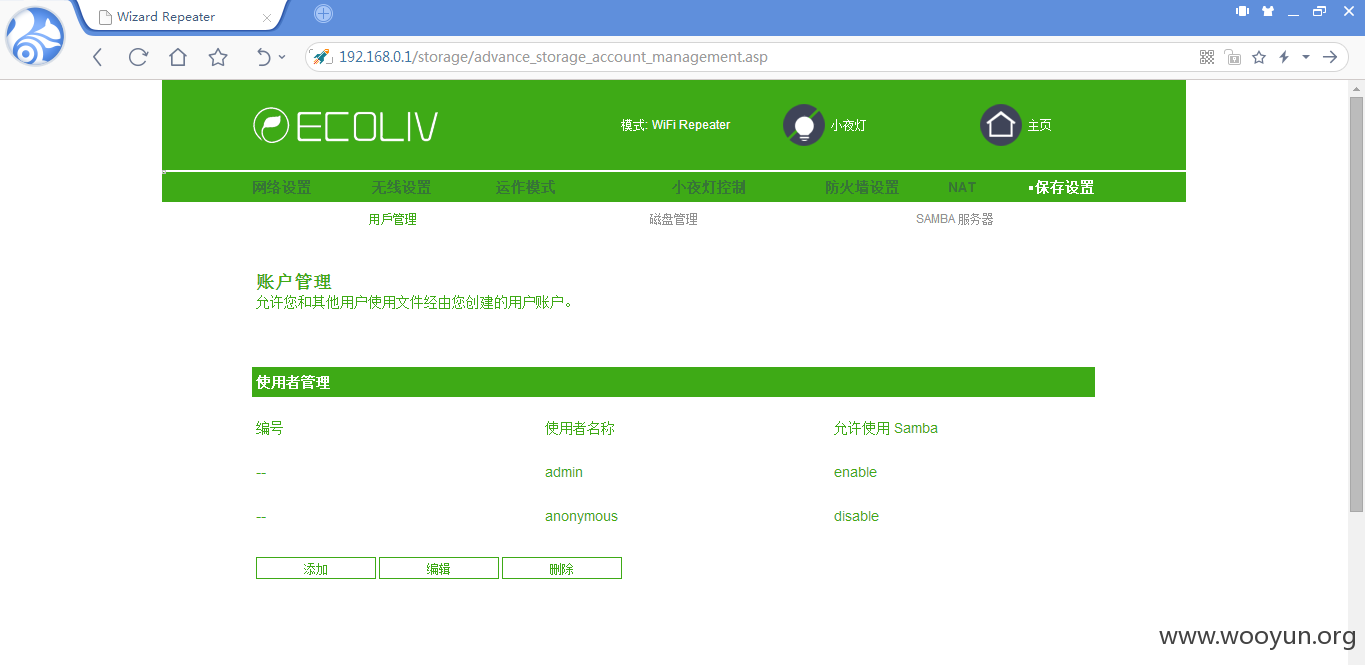 Wizard Repeater
192.168.0.1/storage/advance_storage_account_management.asp
ECOLIV
模式: WiFi Repeater
小夜灯
主页
网络设置 无线设置 运作模式 小夜灯控制 防火墙设置 NAT ▪保存设置
用戶管理 磁盘管理 SAMBA 服务器
账户管理
允许您和其他用户使用文件经由您创建的用户账户。
使用者管理
编号 使用者名称 允许使用 Samba
-- admin enable
-- anonymous disable
添加 编辑 删除
www.wooyun.org